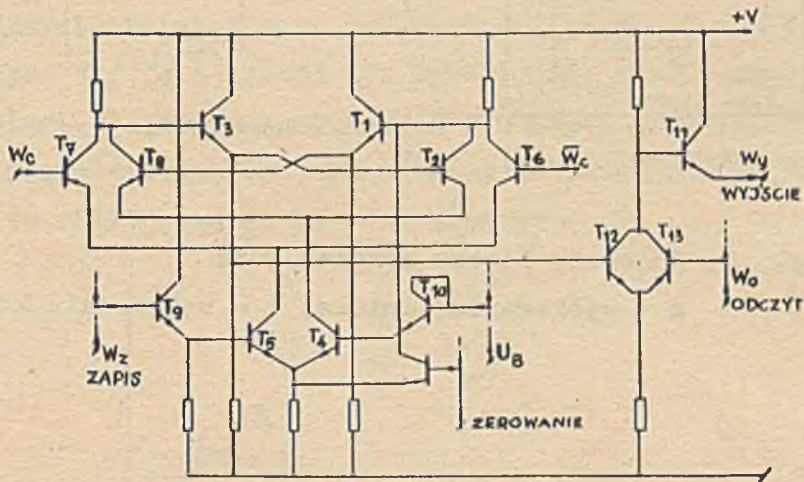 +V
T7
T3
T1
T11
Wc
T8
T2
T6
W̄c
Wy
WYJŚCIE
T12
T13
T9
T10
Wo
ODCZYT
T5
T4
Wz
ZAPIS
UB
ZEROWANIE